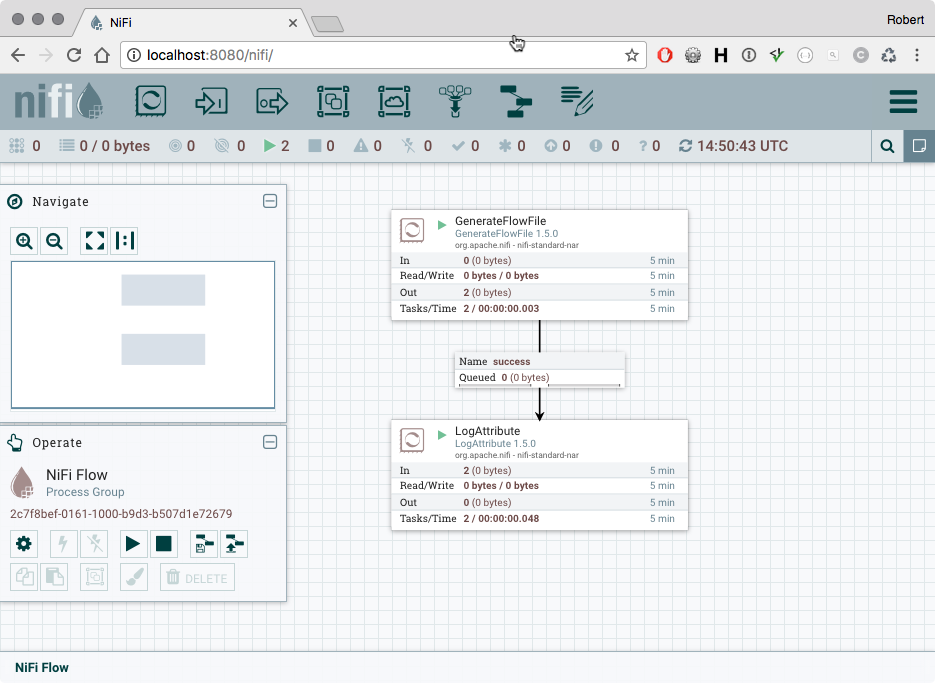 NiFi
Robert
localhost:8080/nifi/
nifi
0 0 / 0 bytes 0 0 2 0 0 0 0 0 0 0 ? 0 14:50:43 UTC
Navigate
GenerateFlowFile
GenerateFlowFile 1.5.0
org.apache.nifi - nifi-standard-nar
In 0 (0 bytes) 5 min
Read/Write 0 bytes / 0 bytes 5 min
Out 2 (0 bytes) 5 min
Tasks/Time 2 / 00:00:00.003 5 min
Name success
Queued 0 (0 bytes)
LogAttribute
LogAttribute 1.5.0
org.apache.nifi - nifi-standard-nar
In 2 (0 bytes) 5 min
Read/Write 0 bytes / 0 bytes 5 min
Out 0 (0 bytes) 5 min
Tasks/Time 2 / 00:00:00.048 5 min
Operate
NiFi Flow
Process Group
2c7f8bef-0161-1000-b9d3-b507d1e72679
DELETE
NiFi Flow